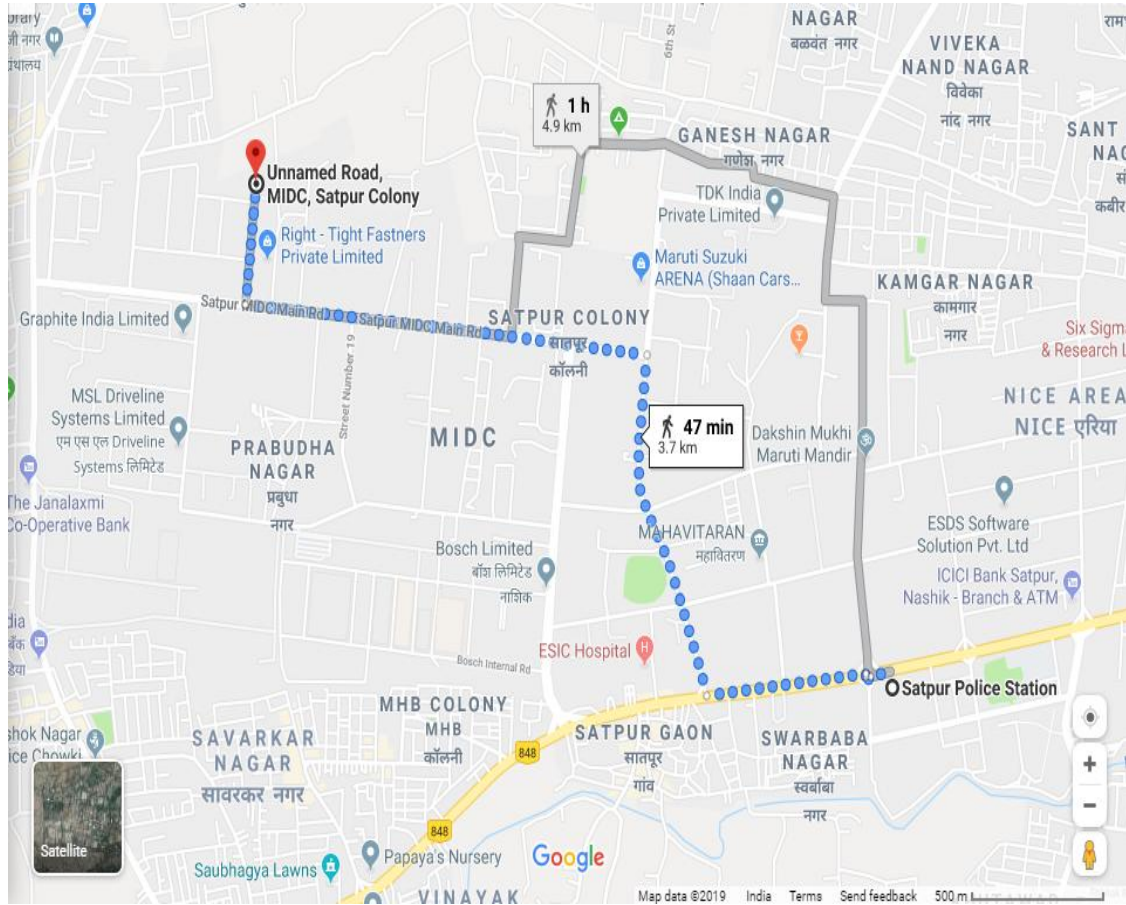 brary
NAGAR
बळवंत नगर
6th St
VIVEKA
NAND NAGAR
विवेका
नांद नगर
1 h
4.9 km
GANESH NAGAR
गणेश नगर
SANT
Unnamed Road,
MIDC, Satpur Colony
TDK India
Private Limited
कबीर
Right - Tight Fastners
Private Limited
Maruti Suzuki
ARENA (Shaan Cars...
KAMGAR NAGAR
कामगार
नगर
Satpur MIDC Main Rd
Satpur MIDC Main Rd
Graphite India Limited
SATPUR COLONY
सातपूर
कॉलनी
Six Sigma
& Research
Street Number 19
MSL Driveline
Systems Limited
एम एस एल Driveline
Systems लिमिटेड
NICE AREA
NICE एरिया
47 min
3.7 km
MIDC
PRABUDHA
NAGAR
प्रबुधा
नगर
Dakshin Mukhi
Maruti Mandir
The Janalaxmi
Co-Operative Bank
MAHAVITARAN
महावितरण
ESDS Software
Solution Pvt. Ltd
Bosch Limited
बॉश लिमिटेड
नाशिक
ICICI Bank Satpur,
Nashik - Branch & ATM
ESIC Hospital
Bosch Internal Rd
Satpur Police Station
MHB COLONY
MHB
कॉलनी
SATPUR GAON
सातपूर
गांव
SWARBABA
NAGAR
स्वर्बाबा
नगर
SAVARKAR
NAGAR
सावरकर नगर
848
848
Satellite
Saubhagya Lawns
Papaya's Nursery
Google
VINAYAK
Map data ©2019 India Terms Send feedback 500 m